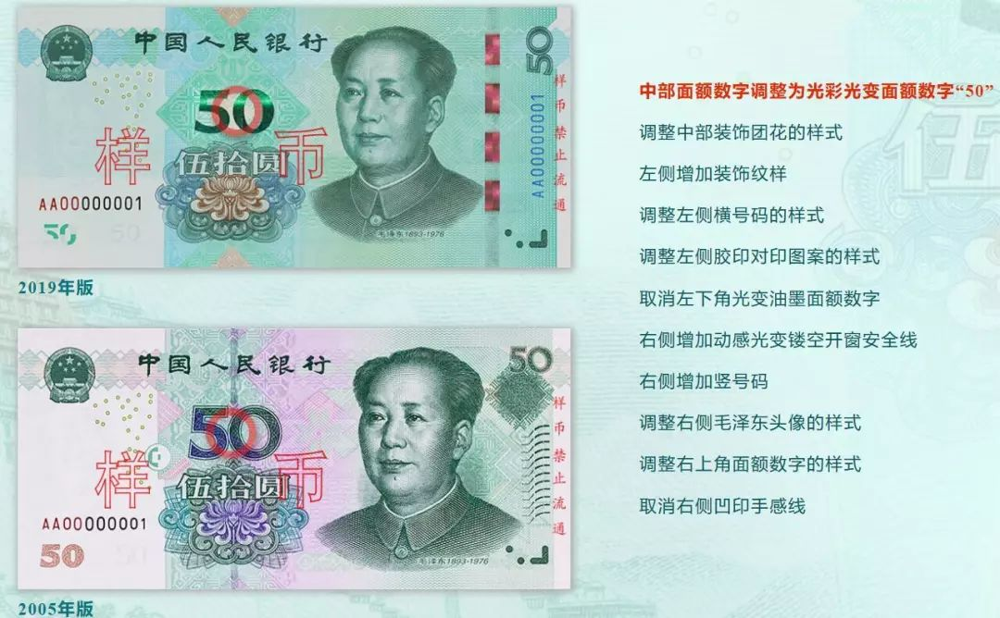 中国人民银行
50
50
样币
伍拾圆
AA00000001
50
毛泽东1893-1976
AA00000001
样币禁止流通
2019年版
中国人民银行
50
50
样币
伍拾圆
AA00000001
50
毛泽东1893-1976
样币禁止流通
2005年版
中部面额数字调整为光彩光变面额数字“50”
调整中部装饰团花的样式
左侧增加装饰纹样
调整左侧横号码的样式
调整左侧胶印对印图案的样式
取消左下角光变油墨面额数字
右侧增加动感光变镂空开窗安全线
右侧增加竖号码
调整右侧毛泽东头像的样式
调整右上角面额数字的样式
取消右侧凹印手感线
伍